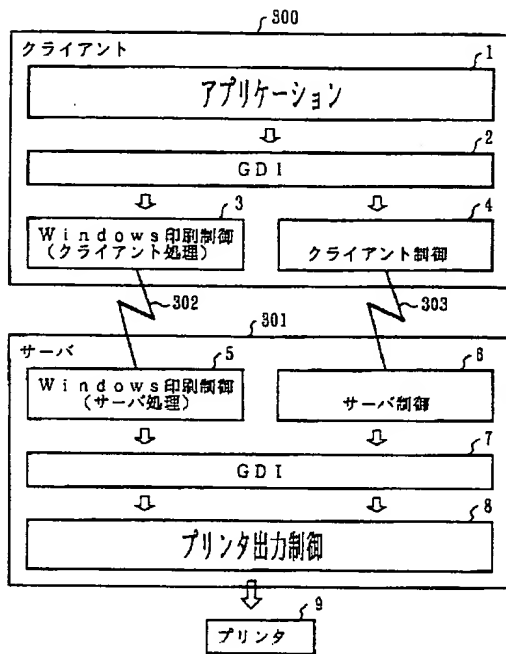 300
クライアント
1
アプリケーション
2
GDI
3
4
Windows印刷制御
(クライアント処理)
クライアント制御
302
303
301
サーバ
5
6
Windows印刷制御
(サーバ処理)
サーバ制御
7
GDI
8
プリンタ出力制御
9
プリンタ